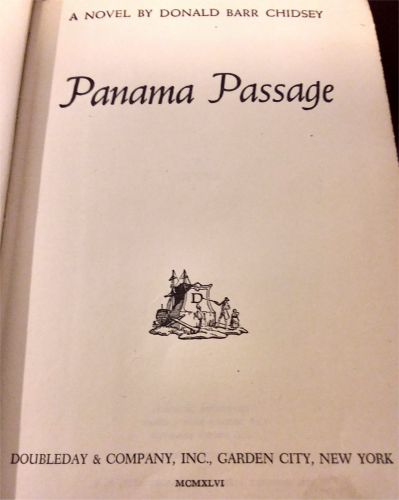 A NOVEL BY DONALD BARR CHIDSEY
Panama Passage
D
DOUBLEDAY & COMPANY, INC., GARDEN CITY, NEW YORK
MCMXLVI